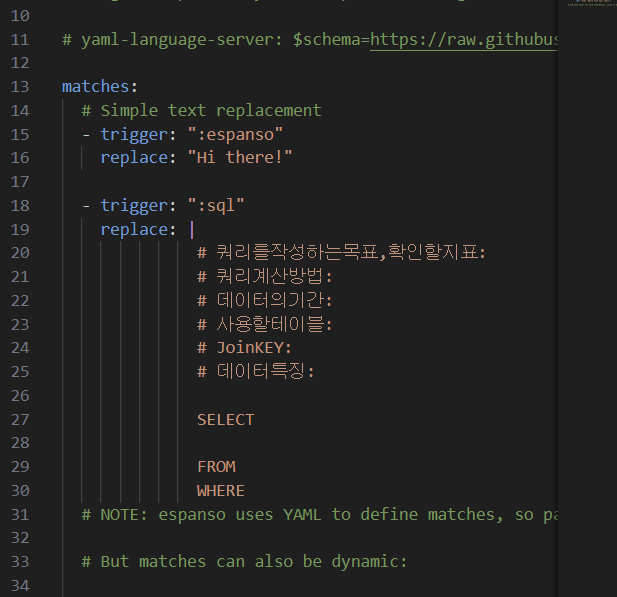 10
11 # yaml-language-server: $schema=https://raw.githubus
12
13 matches:
14 # Simple text replacement
15 - trigger: ":espanso"
16 replace: "Hi there!"
17
18 - trigger: ":sql"
19 replace: |
20 # 쿼리를작성하는목표,확인할지표:
21 # 쿼리계산방법:
22 # 데이터의기간:
23 # 사용할테이블:
24 # JoinKEY:
25 # 데이터특징:
26
27 SELECT
28
29 FROM
30 WHERE
31 # NOTE: espanso uses YAML to define matches, so pa
32
33 # But matches can also be dynamic:
34